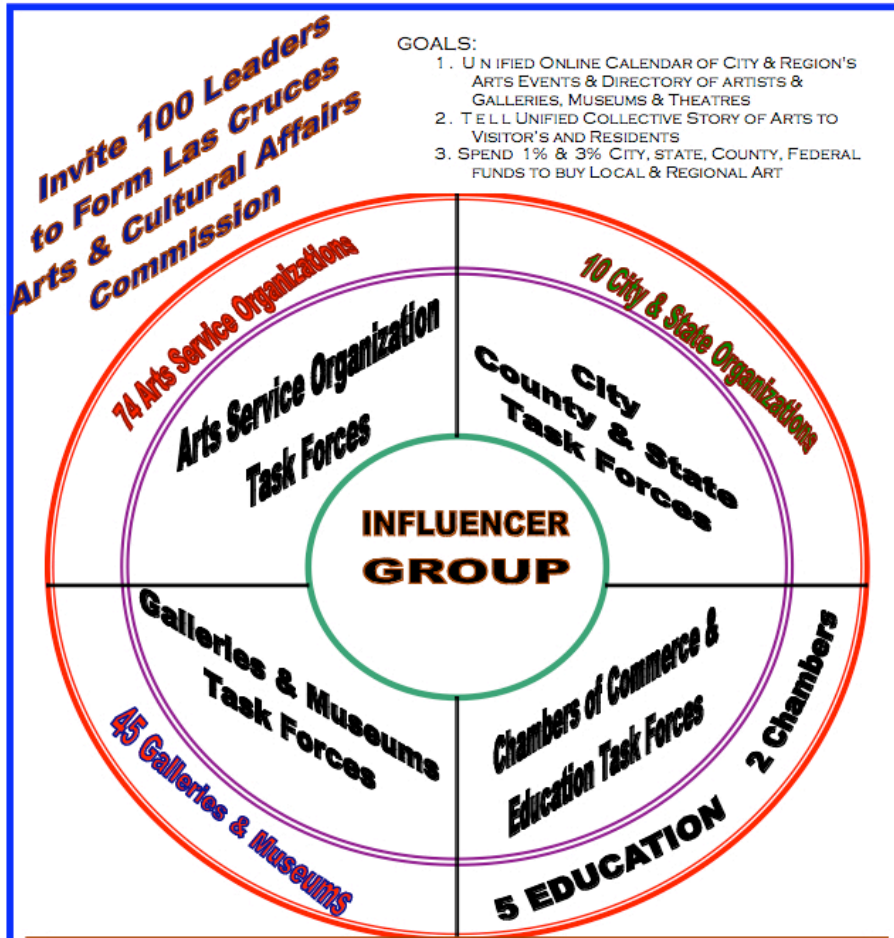 Invite 100 Leaders
to Form Las Cruces
Arts & Cultural Affairs
Commission
GOALS:
1. UNIFIED ONLINE CALENDAR OF CITY & REGION'S
ARTS EVENTS & DIRECTORY OF ARTISTS &
GALLERIES, MUSEUMS & THEATRES
2. TELL UNIFIED COLLECTIVE STORY OF ARTS TO
VISITOR'S AND RESIDENTS
3. SPEND 1% & 3% CITY, STATE, COUNTY, FEDERAL
FUNDS TO BUY LOCAL & REGIONAL ART
74 Arts Service Organizations
Arts Service Organization
Task Forces
10 City & State Organizations
City
County & State
Task Forces
INFLUENCER
GROUP
Galleries & Museums
Task Forces
45 Galleries & Museums
Chambers of Commerce &
Education Task Forces
2 Chambers
5 EDUCATION